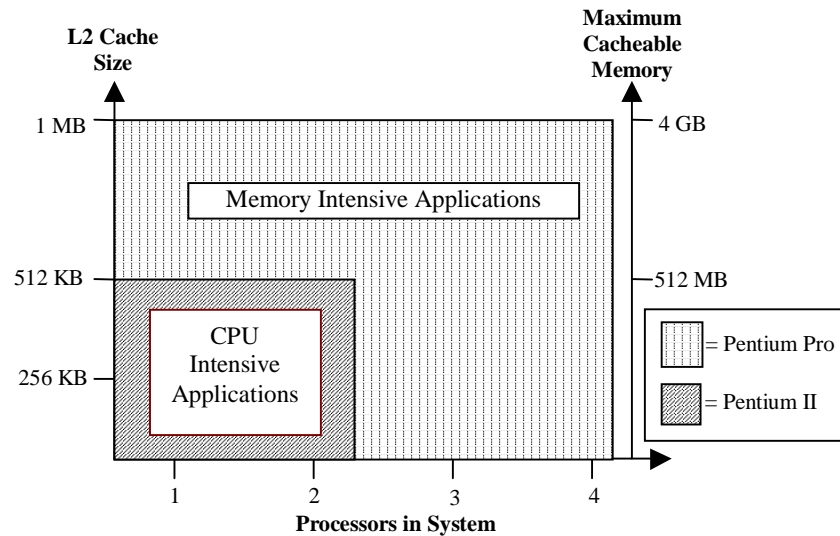 L2 Cache
Size
Maximum
Cacheable
Memory
1 MB
4 GB
Memory Intensive Applications
512 KB
512 MB
CPU
Intensive
Applications
= Pentium Pro
256 KB
= Pentium II
1
2
3
4
Processors in System